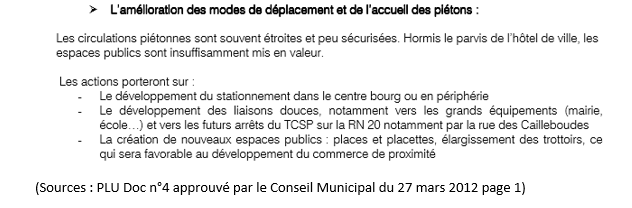 ➢ L'amélioration des modes de déplacement et de l'accueil des piétons :
Les circulations piétonnes sont souvent étroites et peu sécurisées. Hormis le parvis de l'hôtel de ville, les
espaces publics sont insuffisamment mis en valeur.
Les actions porteront sur :
- Le développement du stationnement dans le centre bourg ou en périphérie
- Le développement des liaisons douces, notamment vers les grands équipements (mairie,
école…) et vers les futurs arrêts du TCSP sur la RN 20 notamment par la rue des Cailleboudes
- La création de nouveaux espaces publics : places et placettes, élargissement des trottoirs, ce
qui sera favorable au développement du commerce de proximité
(Sources : PLU Doc n°4 approuvé par le Conseil Municipal du 27 mars 2012 page 1)